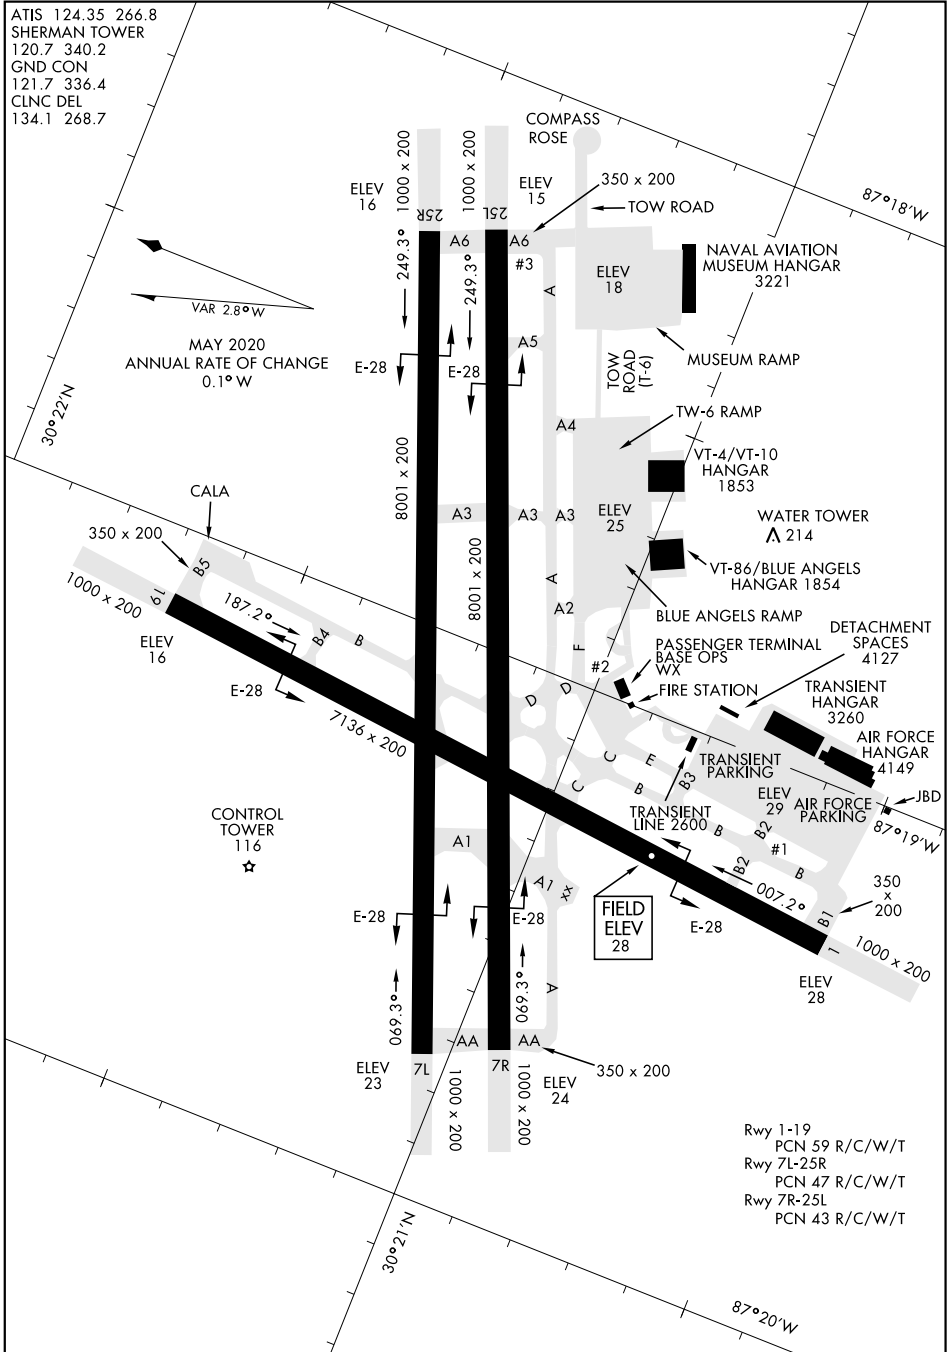 ATIS 124.35 266.8
SHERMAN TOWER
120.7 340.2
GND CON
121.7 336.4
CLNC DEL
134.1 268.7
COMPASS
ROSE
1000 x 200
1000 x 200
ELEV
16
ELEV
15
350 x 200
TOW ROAD
87°18'W
25R
25L
A6
A6
#3
249.3°
249.3°
A
ELEV
18
NAVAL AVIATION
MUSEUM HANGAR
3221
VAR 2.8° W
MAY 2020
ANNUAL RATE OF CHANGE
0.1° W
E-28
E-28
A5
TOW
ROAD
(T-6)
MUSEUM RAMP
30°22'N
TW-6 RAMP
A4
8001 x 200
VT-4/VT-10
HANGAR
1853
CALA
A3
A3
A3
ELEV
25
WATER TOWER
214
350 x 200
8001 x 200
B5
A
VT-86/BLUE ANGELS
HANGAR 1854
1000 x 200
19
187.2°
B4
B
A2
BLUE ANGELS RAMP
ELEV
16
F
#2
PASSENGER TERMINAL
BASE OPS
WX
DETACHMENT
SPACES
4127
E-28
FIRE STATION
D
D
TRANSIENT
HANGAR
3260
7136 x 200
AIR FORCE
HANGAR
4149
C
C
E
B
B3
TRANSIENT
PARKING
ELEV
29
AIR FORCE
PARKING
JBD
87°19'W
CONTROL
TOWER
116
TRANSIENT
LINE 2600
B
B2
B2
#1
B
A1
A1
xx
007.2°
350
x
200
E-28
E-28
FIELD
ELEV
28
E-28
B1
1
1000 x 200
ELEV
28
069.3°
069.3°
A
AA
AA
ELEV
23
7L
7R
1000 x 200
1000 x 200
ELEV
24
350 x 200
Rwy 1-19
PCN 59 R/C/W/T
Rwy 7L-25R
PCN 47 R/C/W/T
Rwy 7R-25L
PCN 43 R/C/W/T
30°21'N
87°20'W